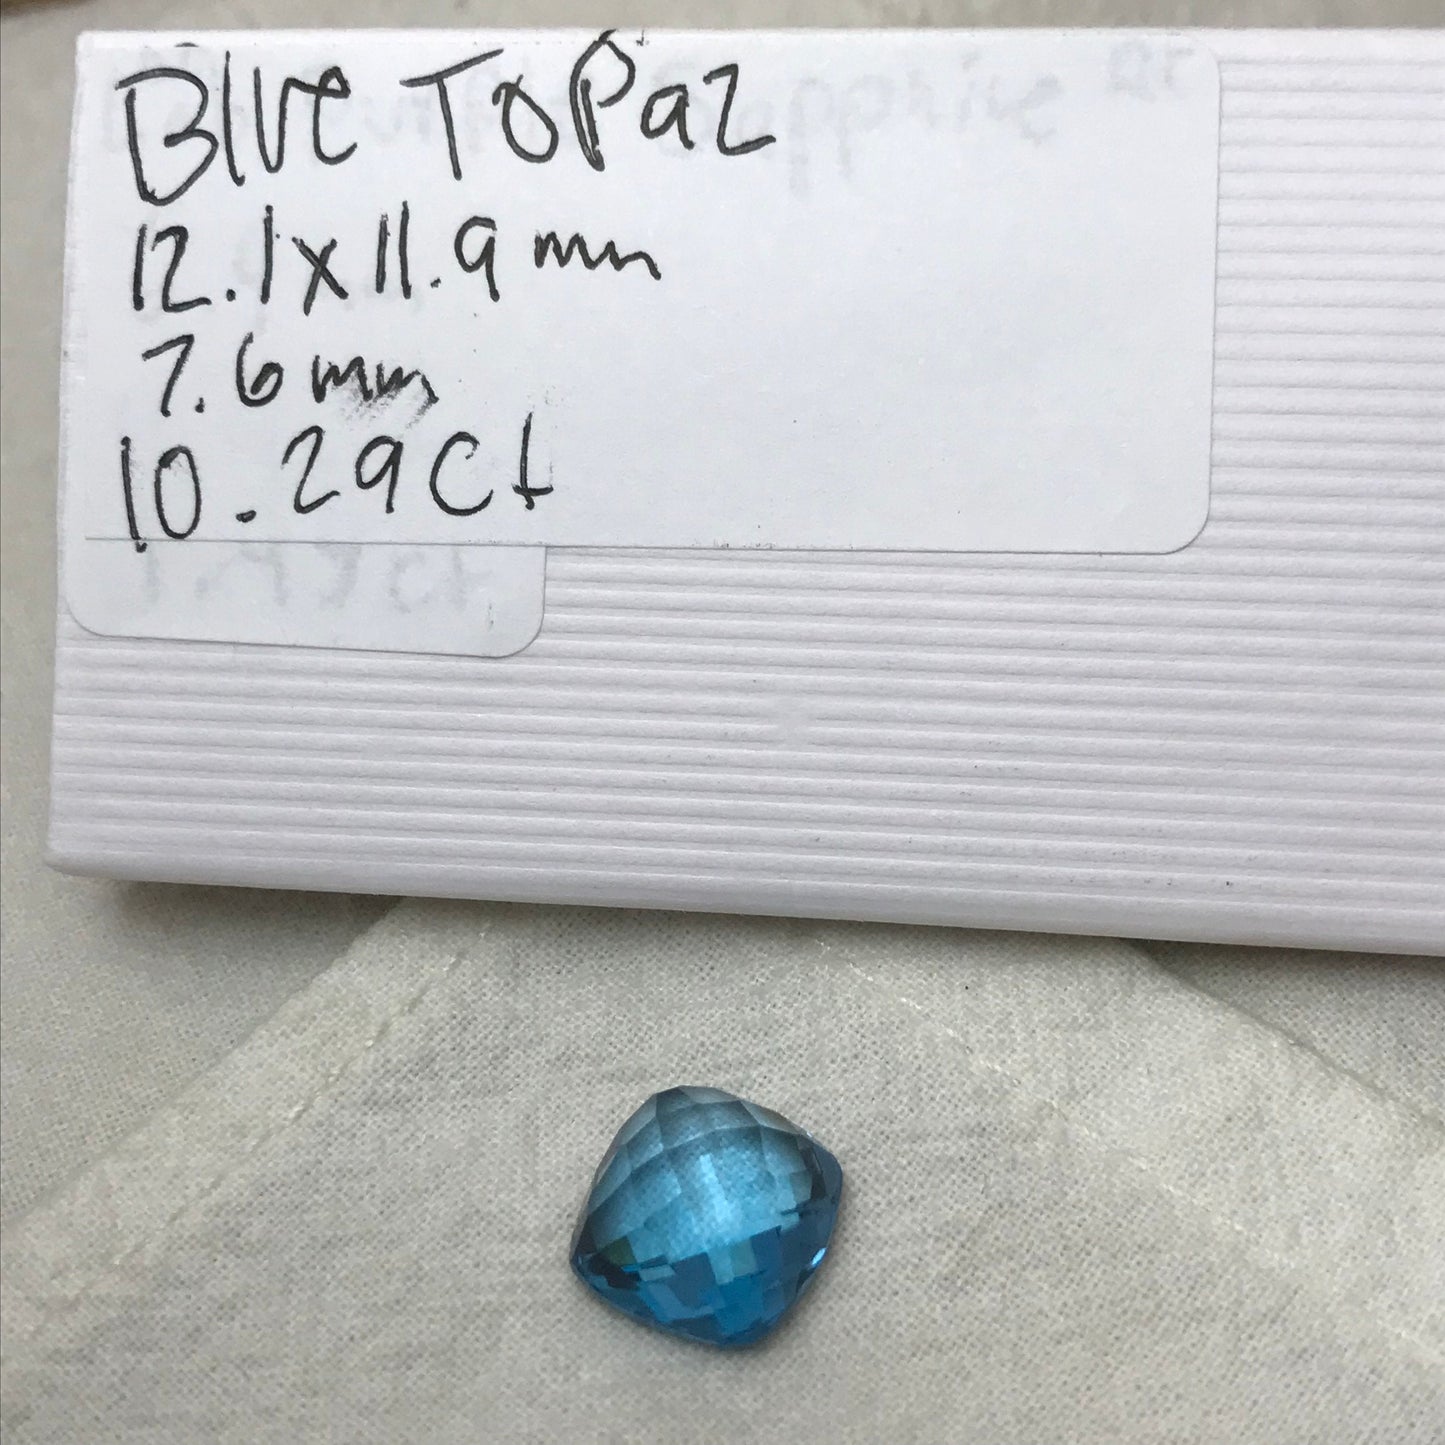 Blue Topaz
12.1x11.9mm
7.6mm
10.29ct